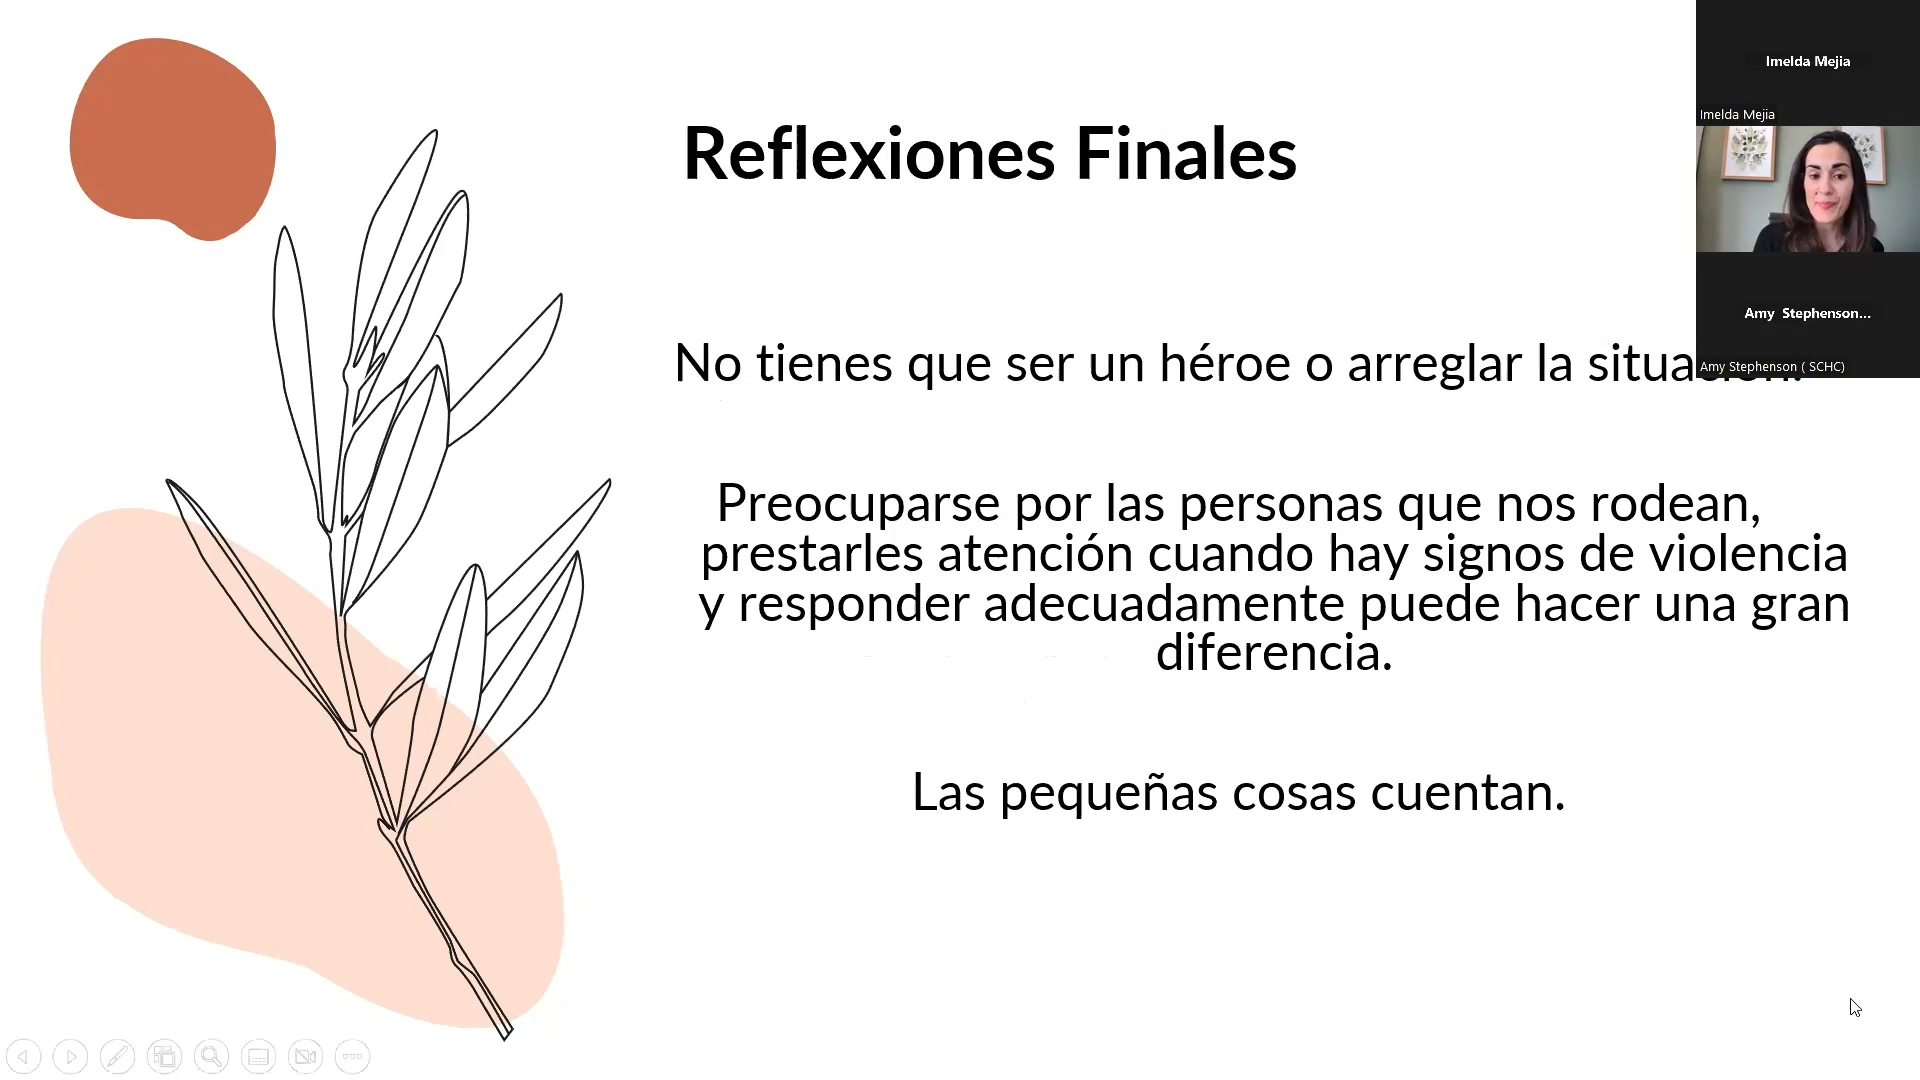 Reflexiones Finales
No tienes que ser un héroe o arreglar la
Preocuparse por las personas que nos rodean,
prestarles atención cuando hay signos de violencia
y responder adecuadamente puede hacer una gran
diferencia.
Las pequeñas cosas cuentan.
Imelda Mejia
Imelda Mejia
Amy Stephenson...
Amy Stephenson ( SCHC)